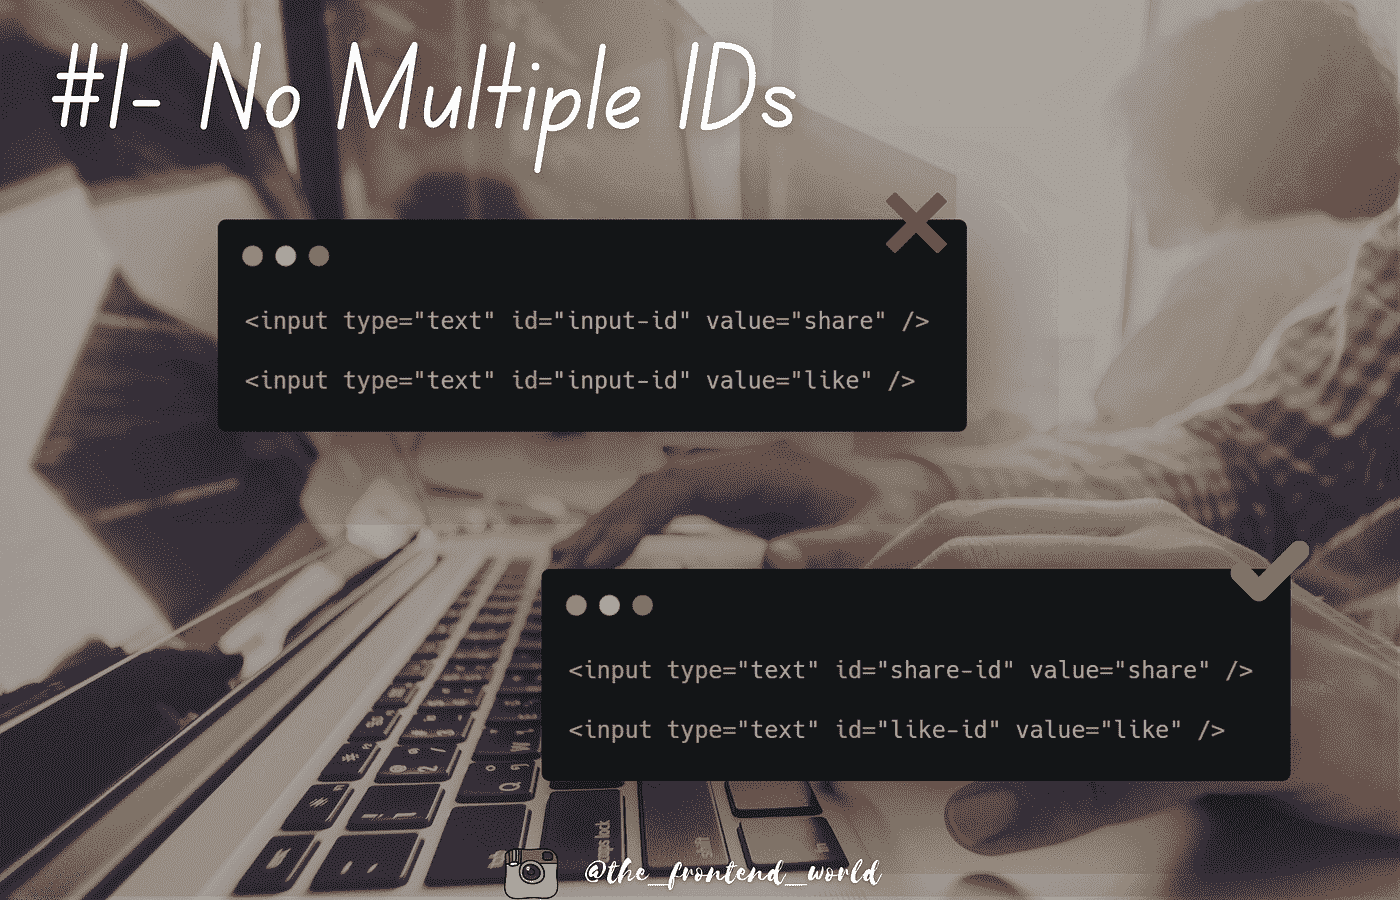 #1- No Multiple IDs
<input type="text" id="input-id" value="share" />
<input type="text" id="input-id" value="like" />
<input type="text" id="share-id" value="share" />
<input type="text" id="like-id" value="like" />
shift
@the_frontend_world